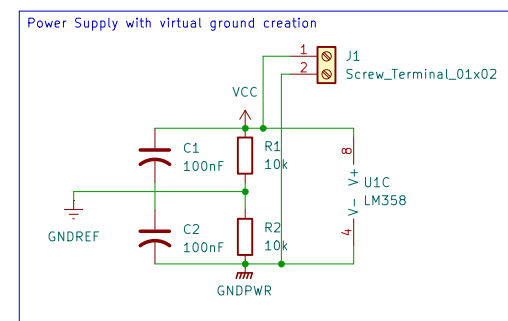 Power Supply with virtual ground creation
1
J1
2
Screw_Terminal_01x02
VCC
C1
100nF
R1
10k
8
V+
U1C
LM358
V-
4
GNDREF
C2
100nF
R2
10k
GNDPWR